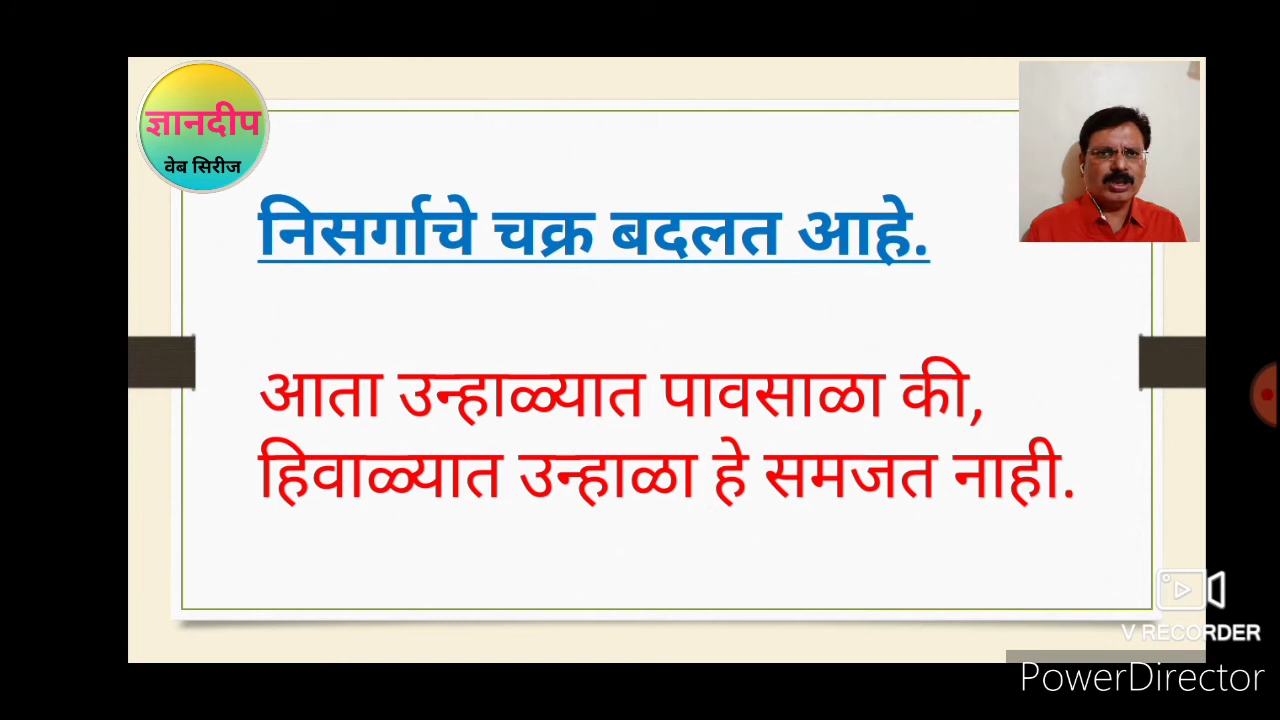 ज्ञानदीप
वेब सिरीज
निसर्गाचे चक्र बदलत आहे.
आता उन्हाळ्यात पावसाळा की,
हिवाळ्यात उन्हाळा हे समजत नाही.
V RECORDER
PowerDirector